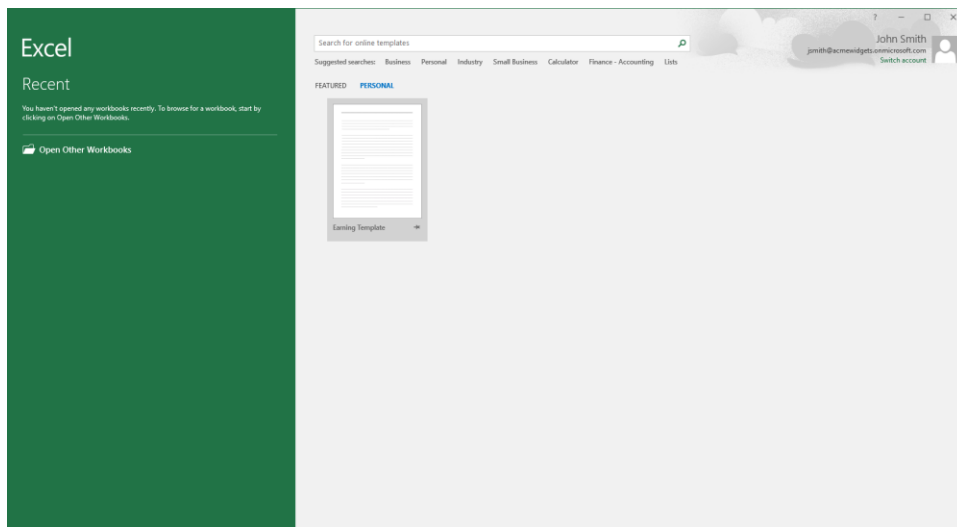 Excel
Recent
You haven't opened any workbooks recently. To browse for a workbook, start by
clicking on Open Other Workbooks.
Open Other Workbooks
?
John Smith
jsmith@acmewidgets.onmicrosoft.com
Switch account
Search for online templates
Suggested searches: Business Personal Industry Small Business Calculator Finance - Accounting Lists
FEATURED PERSONAL
Earning Template